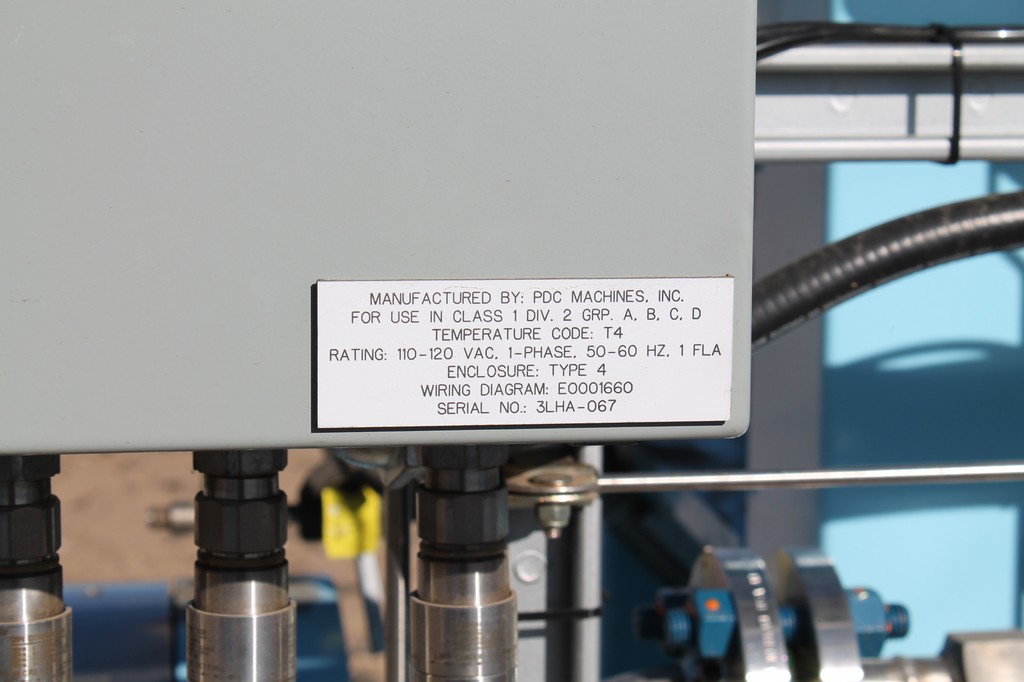 MANUFACTURED BY: PDC MACHINES, INC.
FOR USE IN CLASS 1 DIV. 2 GRP. A, B, C, D
TEMPERATURE CODE: T4
RATING: 110-120 VAC, 1-PHASE, 50-60 HZ, 1 FLA
ENCLOSURE: TYPE 4
WIRING DIAGRAM: E0001660
SERIAL NO.: 3LHA-067